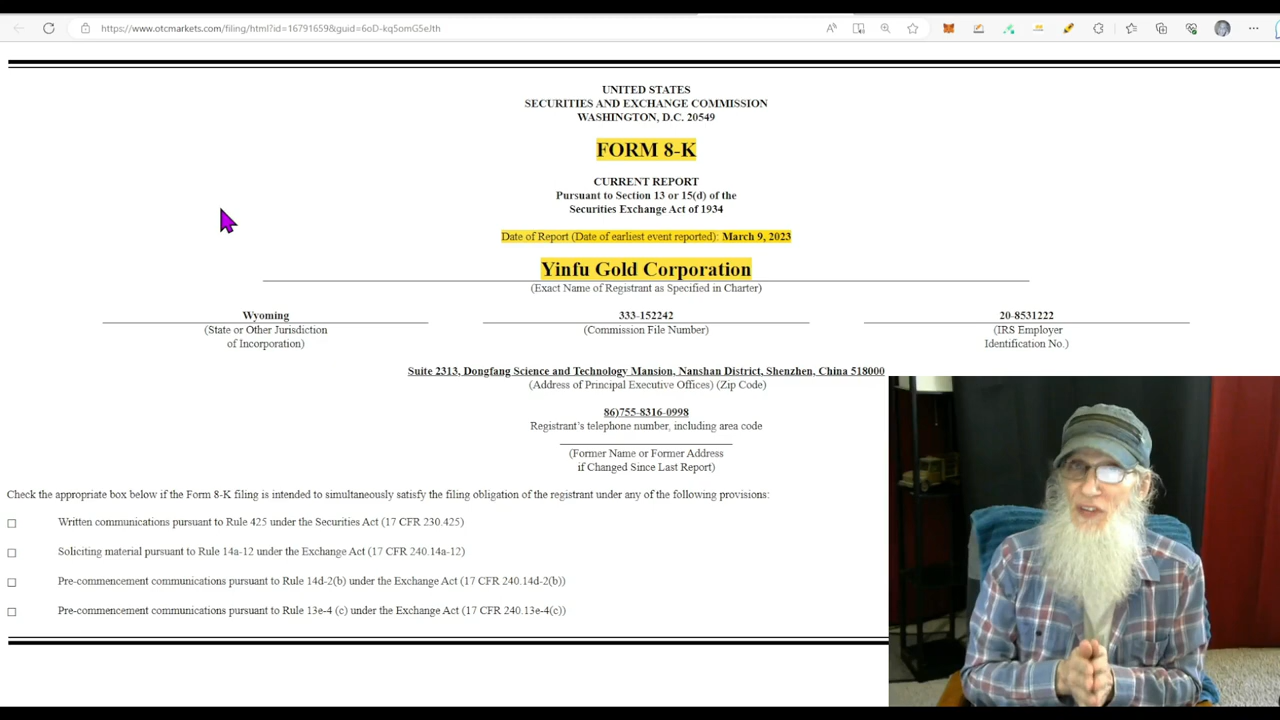 https://www.otcmarkets.com/filing/html?id=16791659&guid=6oD-kq5omG5eJth
UNITED STATES
SECURITIES AND EXCHANGE COMMISSION
WASHINGTON, D.C. 20549
FORM 8-K
CURRENT REPORT
Pursuant to Section 13 or 15(d) of the
Securities Exchange Act of 1934
Date of Report (Date of earliest event reported): March 9, 2023
Yinfu Gold Corporation
(Exact Name of Registrant as Specified in Charter)
Wyoming 333-152242 20-8531222
(State or Other Jurisdiction (Commission File Number) (IRS Employer
of Incorporation) Identification No.)
Suite 2313, Dongfang Science and Technology Mansion, Nanshan District, Shenzhen, China 518000
(Address of Principal Executive Offices) (Zip Code)
86)755-8316-0998
Registrant’s telephone number, including area code
(Former Name or Former Address
if Changed Since Last Report)
Check the appropriate box below if the Form 8-K filing is intended to simultaneously satisfy the filing obligation of the registrant under any of the following provisions:
☐ Written communications pursuant to Rule 425 under the Securities Act (17 CFR 230.425)
☐ Soliciting material pursuant to Rule 14a-12 under the Exchange Act (17 CFR 240.14a-12)
☐ Pre-commencement communications pursuant to Rule 14d-2(b) under the Exchange Act (17 CFR 240.14d-2(b))
☐ Pre-commencement communications pursuant to Rule 13e-4 (c) under the Exchange Act (17 CFR 240.13e-4(c))